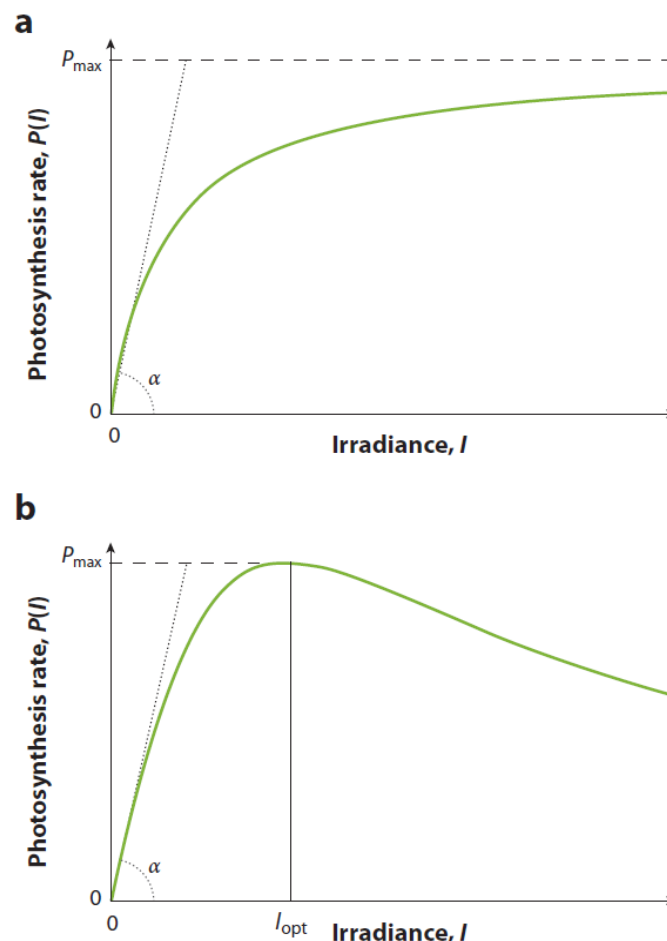 a
Pmax
Photosynthesis rate, P(I)
α
0
0
Irradiance, I
b
Pmax
Photosynthesis rate, P(I)
α
0
0
Iopt
Irradiance, I